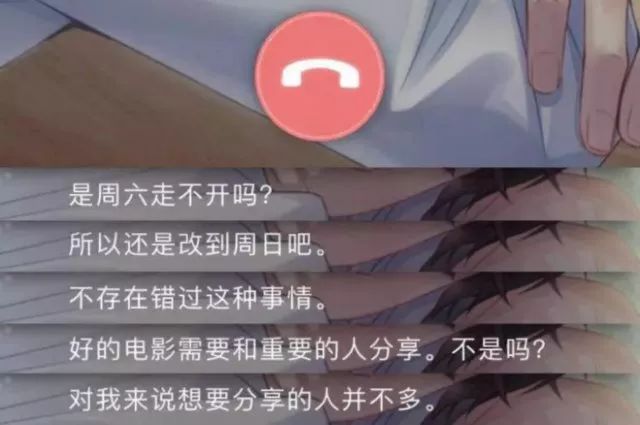 是周六走不开吗？
所以还是改到周日吧。
不存在错过这种事情。
好的电影需要和重要的人分享。不是吗？
对我来说想要分享的人并不多。